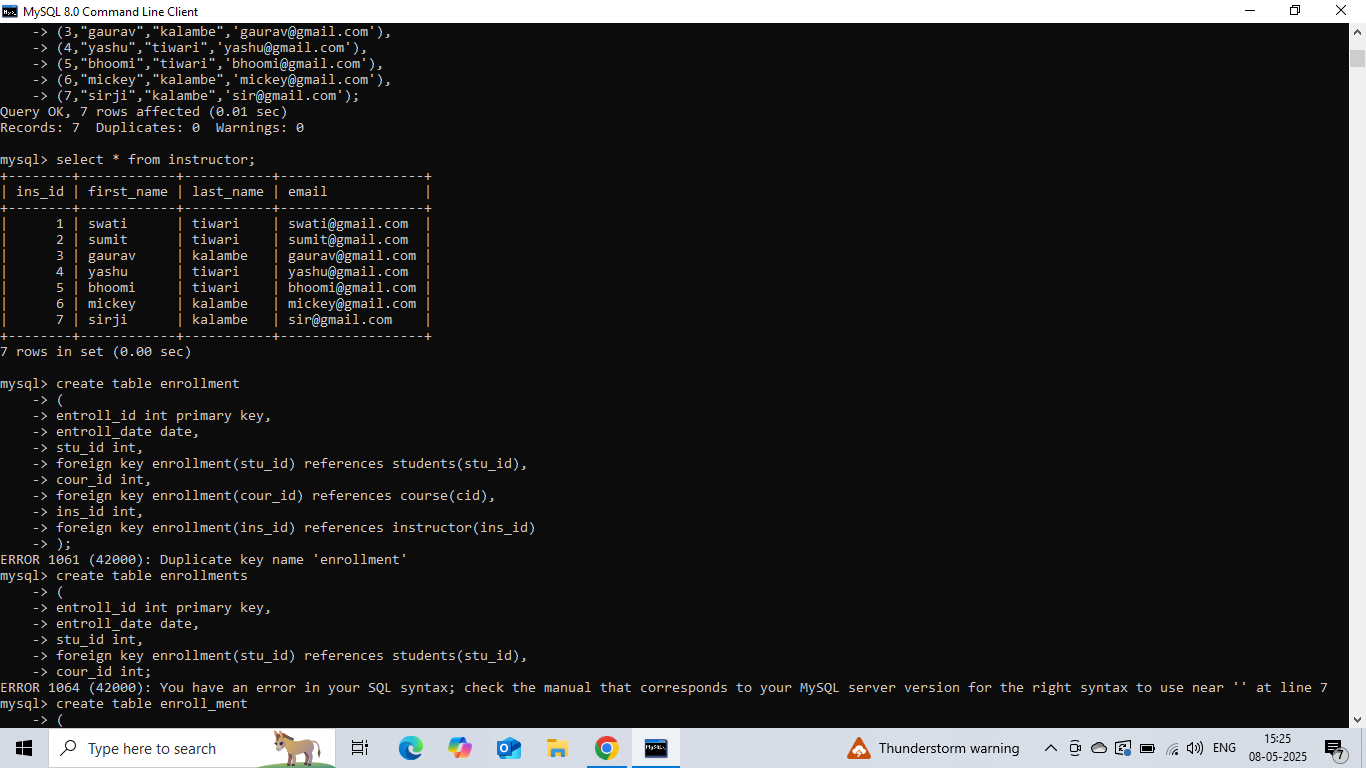 MySQL 8.0 Command Line Client
    -> (3,"gaurav","kalambe",'gaurav@gmail.com'),
    -> (4,"yashu","tiwari",'yashu@gmail.com'),
    -> (5,"bhoomi","tiwari",'bhoomi@gmail.com'),
    -> (6,"mickey","kalambe",'mickey@gmail.com'),
    -> (7,"sirji","kalambe",'sir@gmail.com');
Query OK, 7 rows affected (0.01 sec)
Records: 7  Duplicates: 0  Warnings: 0
mysql> select * from instructor;
+--------+------------+-----------+------------------+
| ins_id | first_name | last_name | email            |
+--------+------------+-----------+------------------+
|      1 | swati      | tiwari    | swati@gmail.com  |
|      2 | sumit      | tiwari    | sumit@gmail.com  |
|      3 | gaurav     | kalambe   | gaurav@gmail.com |
|      4 | yashu      | tiwari    | yashu@gmail.com  |
|      5 | bhoomi     | tiwari    | bhoomi@gmail.com |
|      6 | mickey     | kalambe   | mickey@gmail.com |
|      7 | sirji      | kalambe   | sir@gmail.com    |
+--------+------------+-----------+------------------+
7 rows in set (0.00 sec)
mysql> create table enrollment
    -> (
    -> entroll_id int primary key,
    -> entroll_date date,
    -> stu_id int,
    -> foreign key enrollment(stu_id) references students(stu_id),
    -> cour_id int,
    -> foreign key enrollment(cour_id) references course(cid),
    -> ins_id int,
    -> foreign key enrollment(ins_id) references instructor(ins_id)
    -> );
ERROR 1061 (42000): Duplicate key name 'enrollment'
mysql> create table enrollments
    -> (
    -> entroll_id int primary key,
    -> entroll_date date,
    -> stu_id int,
    -> foreign key enrollment(stu_id) references students(stu_id),
    -> cour_id int;
ERROR 1064 (42000): You have an error in your SQL syntax; check the manual that corresponds to your MySQL server version for the right syntax to use near '' at line 7
mysql> create table enroll_ment
    -> (
Type here to search
Thunderstorm warning
ENG
15:25
08-05-2025
7